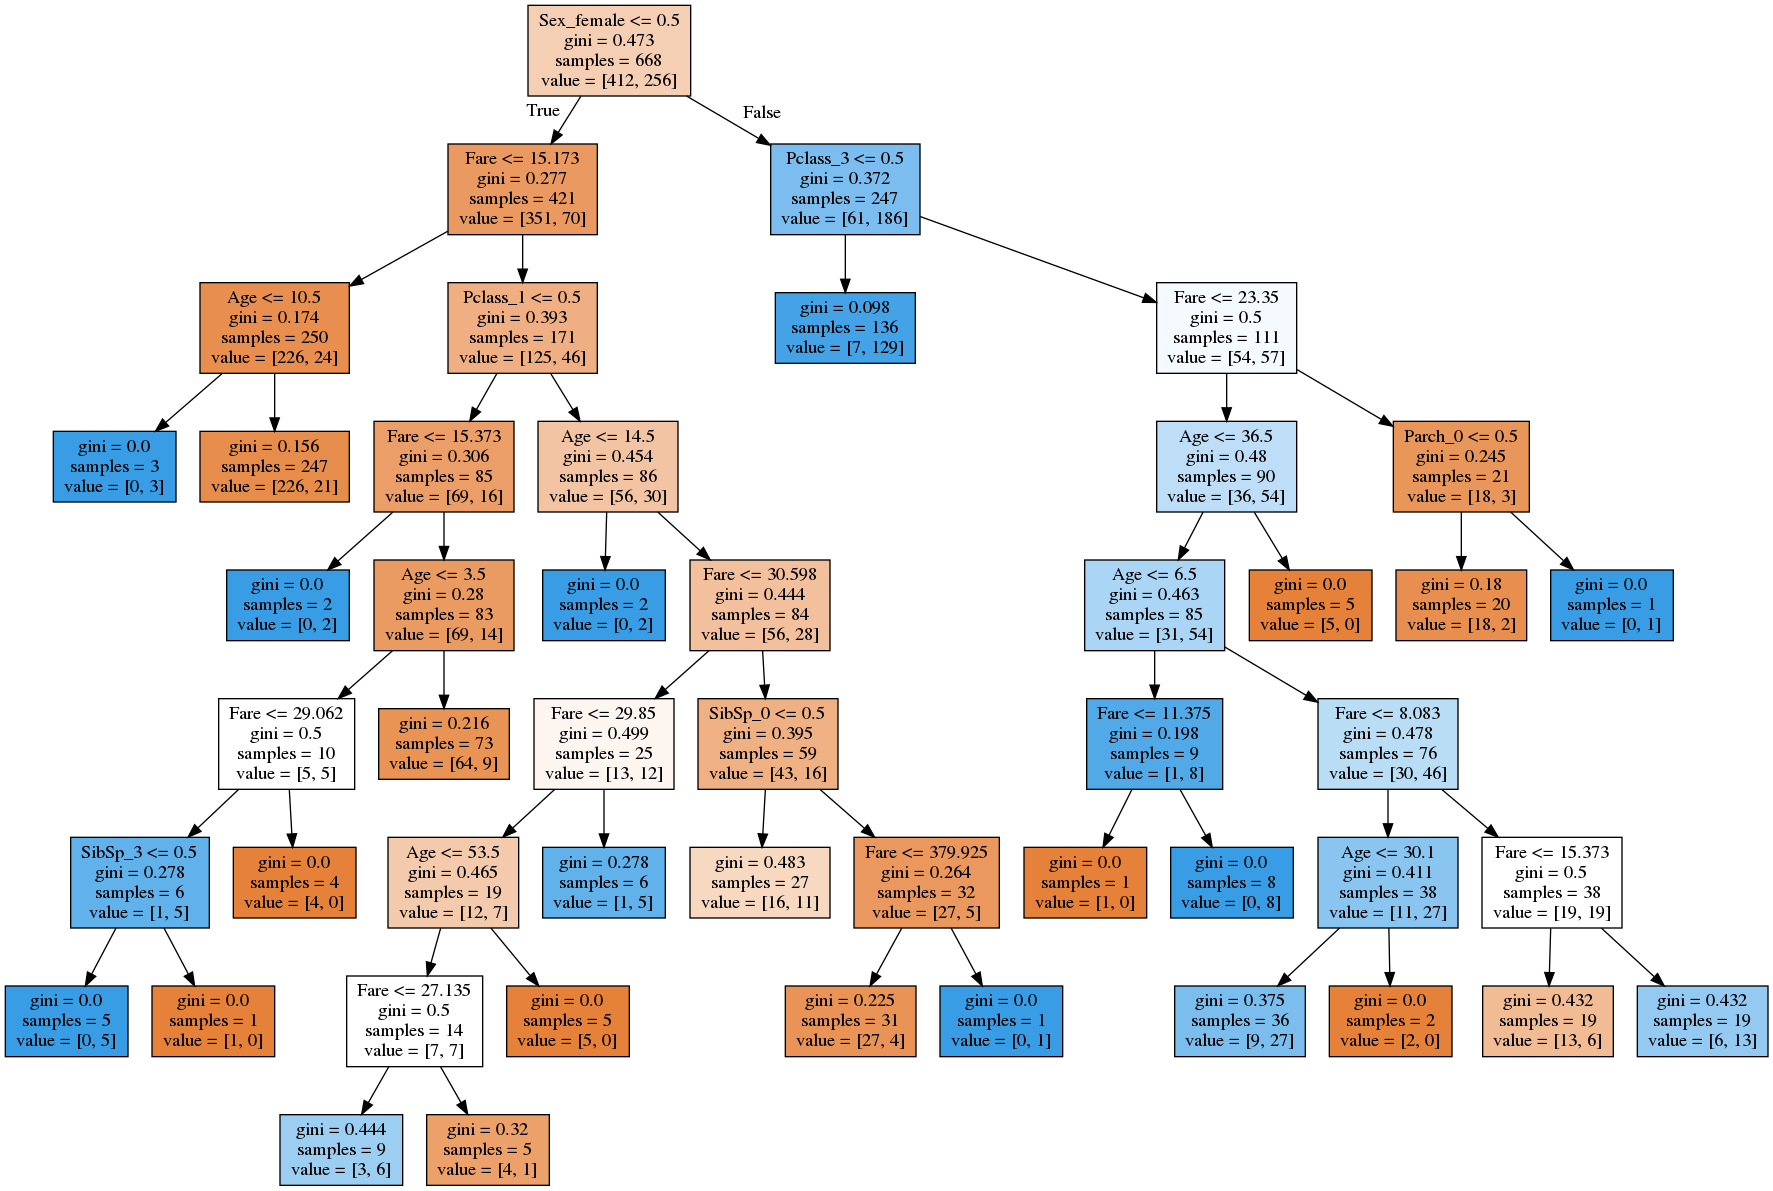 Sex_female <= 0.5
gini = 0.473
samples = 668
value = [412, 256]
True
False
Fare <= 15.173
gini = 0.277
samples = 421
value = [351, 70]
Pclass_3 <= 0.5
gini = 0.372
samples = 247
value = [61, 186]
Age <= 10.5
gini = 0.174
samples = 250
value = [226, 24]
Pclass_1 <= 0.5
gini = 0.393
samples = 171
value = [125, 46]
gini = 0.098
samples = 136
value = [7, 129]
Fare <= 23.35
gini = 0.5
samples = 111
value = [54, 57]
gini = 0.0
samples = 3
value = [0, 3]
gini = 0.156
samples = 247
value = [226, 21]
Fare <= 15.373
gini = 0.306
samples = 85
value = [69, 16]
Age <= 14.5
gini = 0.454
samples = 86
value = [56, 30]
Age <= 36.5
gini = 0.48
samples = 90
value = [36, 54]
Parch_0 <= 0.5
gini = 0.245
samples = 21
value = [18, 3]
gini = 0.0
samples = 2
value = [0, 2]
Age <= 3.5
gini = 0.28
samples = 83
value = [69, 14]
gini = 0.0
samples = 2
value = [0, 2]
Fare <= 30.598
gini = 0.444
samples = 84
value = [56, 28]
Age <= 6.5
gini = 0.463
samples = 85
value = [31, 54]
gini = 0.0
samples = 5
value = [5, 0]
gini = 0.18
samples = 20
value = [18, 2]
gini = 0.0
samples = 1
value = [0, 1]
Fare <= 29.062
gini = 0.5
samples = 10
value = [5, 5]
gini = 0.216
samples = 73
value = [64, 9]
Fare <= 29.85
gini = 0.499
samples = 25
value = [13, 12]
SibSp_0 <= 0.5
gini = 0.395
samples = 59
value = [43, 16]
Fare <= 11.375
gini = 0.198
samples = 9
value = [1, 8]
Fare <= 8.083
gini = 0.478
samples = 76
value = [30, 46]
SibSp_3 <= 0.5
gini = 0.278
samples = 6
value = [1, 5]
gini = 0.0
samples = 4
value = [4, 0]
Age <= 53.5
gini = 0.465
samples = 19
value = [12, 7]
gini = 0.278
samples = 6
value = [1, 5]
gini = 0.483
samples = 27
value = [16, 11]
Fare <= 379.925
gini = 0.264
samples = 32
value = [27, 5]
gini = 0.0
samples = 1
value = [1, 0]
gini = 0.0
samples = 8
value = [0, 8]
Age <= 30.1
gini = 0.411
samples = 38
value = [11, 27]
Fare <= 15.373
gini = 0.5
samples = 38
value = [19, 19]
gini = 0.0
samples = 5
value = [0, 5]
gini = 0.0
samples = 1
value = [1, 0]
Fare <= 27.135
gini = 0.5
samples = 14
value = [7, 7]
gini = 0.0
samples = 5
value = [5, 0]
gini = 0.225
samples = 31
value = [27, 4]
gini = 0.0
samples = 1
value = [0, 1]
gini = 0.375
samples = 36
value = [9, 27]
gini = 0.0
samples = 2
value = [2, 0]
gini = 0.432
samples = 19
value = [13, 6]
gini = 0.432
samples = 19
value = [6, 13]
gini = 0.444
samples = 9
value = [3, 6]
gini = 0.32
samples = 5
value = [4, 1]